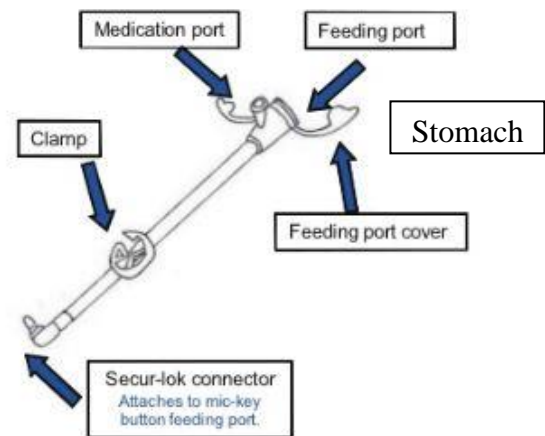 Medication port
Feeding port
Stomach
Clamp
Feeding port cover
Secur-lok connector
Attaches to mic-key
button feeding port.